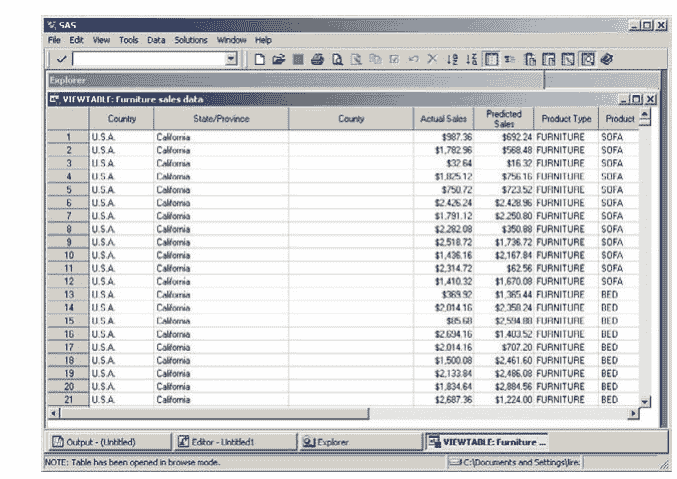 SAS
File Edit View Tools Data Solutions Window Help
Explorer
VIEWTABLE: Furniture sales data
Country State/Province County Actual Sales Predicted Sales Product Type Product
1 U.S.A. California $987.36 $692.24 FURNITURE SOFA
2 U.S.A. California $1,782.96 $568.48 FURNITURE SOFA
3 U.S.A. California $32.64 $16.32 FURNITURE SOFA
4 U.S.A. California $1,825.12 $756.16 FURNITURE SOFA
5 U.S.A. California $750.72 $723.52 FURNITURE SOFA
6 U.S.A. California $2,426.24 $2,428.96 FURNITURE SOFA
7 U.S.A. California $1,791.12 $2,250.80 FURNITURE SOFA
8 U.S.A. California $2,282.08 $350.88 FURNITURE SOFA
9 U.S.A. California $2,518.72 $1,736.72 FURNITURE SOFA
10 U.S.A. California $1,436.16 $2,167.84 FURNITURE SOFA
11 U.S.A. California $2,314.72 $62.56 FURNITURE SOFA
12 U.S.A. California $1,410.32 $1,670.08 FURNITURE SOFA
13 U.S.A. California $369.92 $1,365.44 FURNITURE BED
14 U.S.A. California $2,014.16 $2,358.24 FURNITURE BED
15 U.S.A. California $85.68 $2,594.88 FURNITURE BED
16 U.S.A. California $2,694.16 $1,403.52 FURNITURE BED
17 U.S.A. California $2,014.16 $707.20 FURNITURE BED
18 U.S.A. California $1,500.08 $2,461.60 FURNITURE BED
19 U.S.A. California $2,133.84 $2,486.08 FURNITURE BED
20 U.S.A. California $1,834.64 $2,884.56 FURNITURE BED
21 U.S.A. California $2,687.36 $1,224.00 FURNITURE BED
Output - (Untitled) Editor - Untitled1 Explorer VIEWTABLE: Furniture ...
NOTE: Table has been opened in browse mode. C:\Documents and Settings\